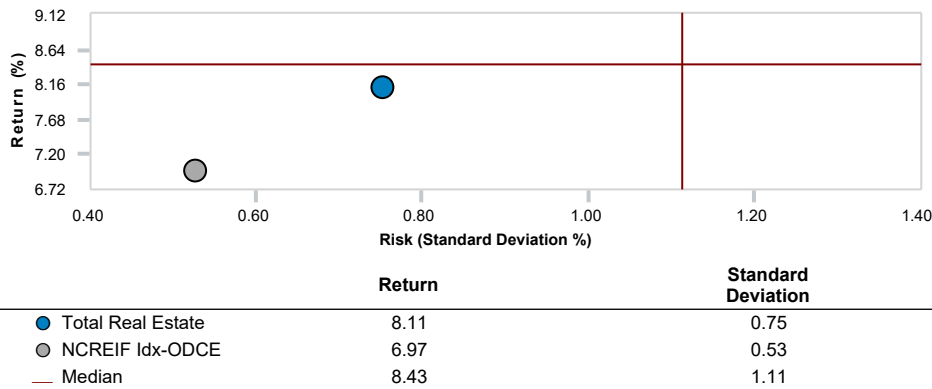 9.12
8.64
8.16
7.68
7.20
6.72
Return (%)
0.40 0.60 0.80 1.00 1.20 1.40
Risk (Standard Deviation %)
Return Standard Deviation
Total Real Estate 8.11 0.75
NCREIF Idx-ODCE 6.97 0.53
Median 8.43 1.11